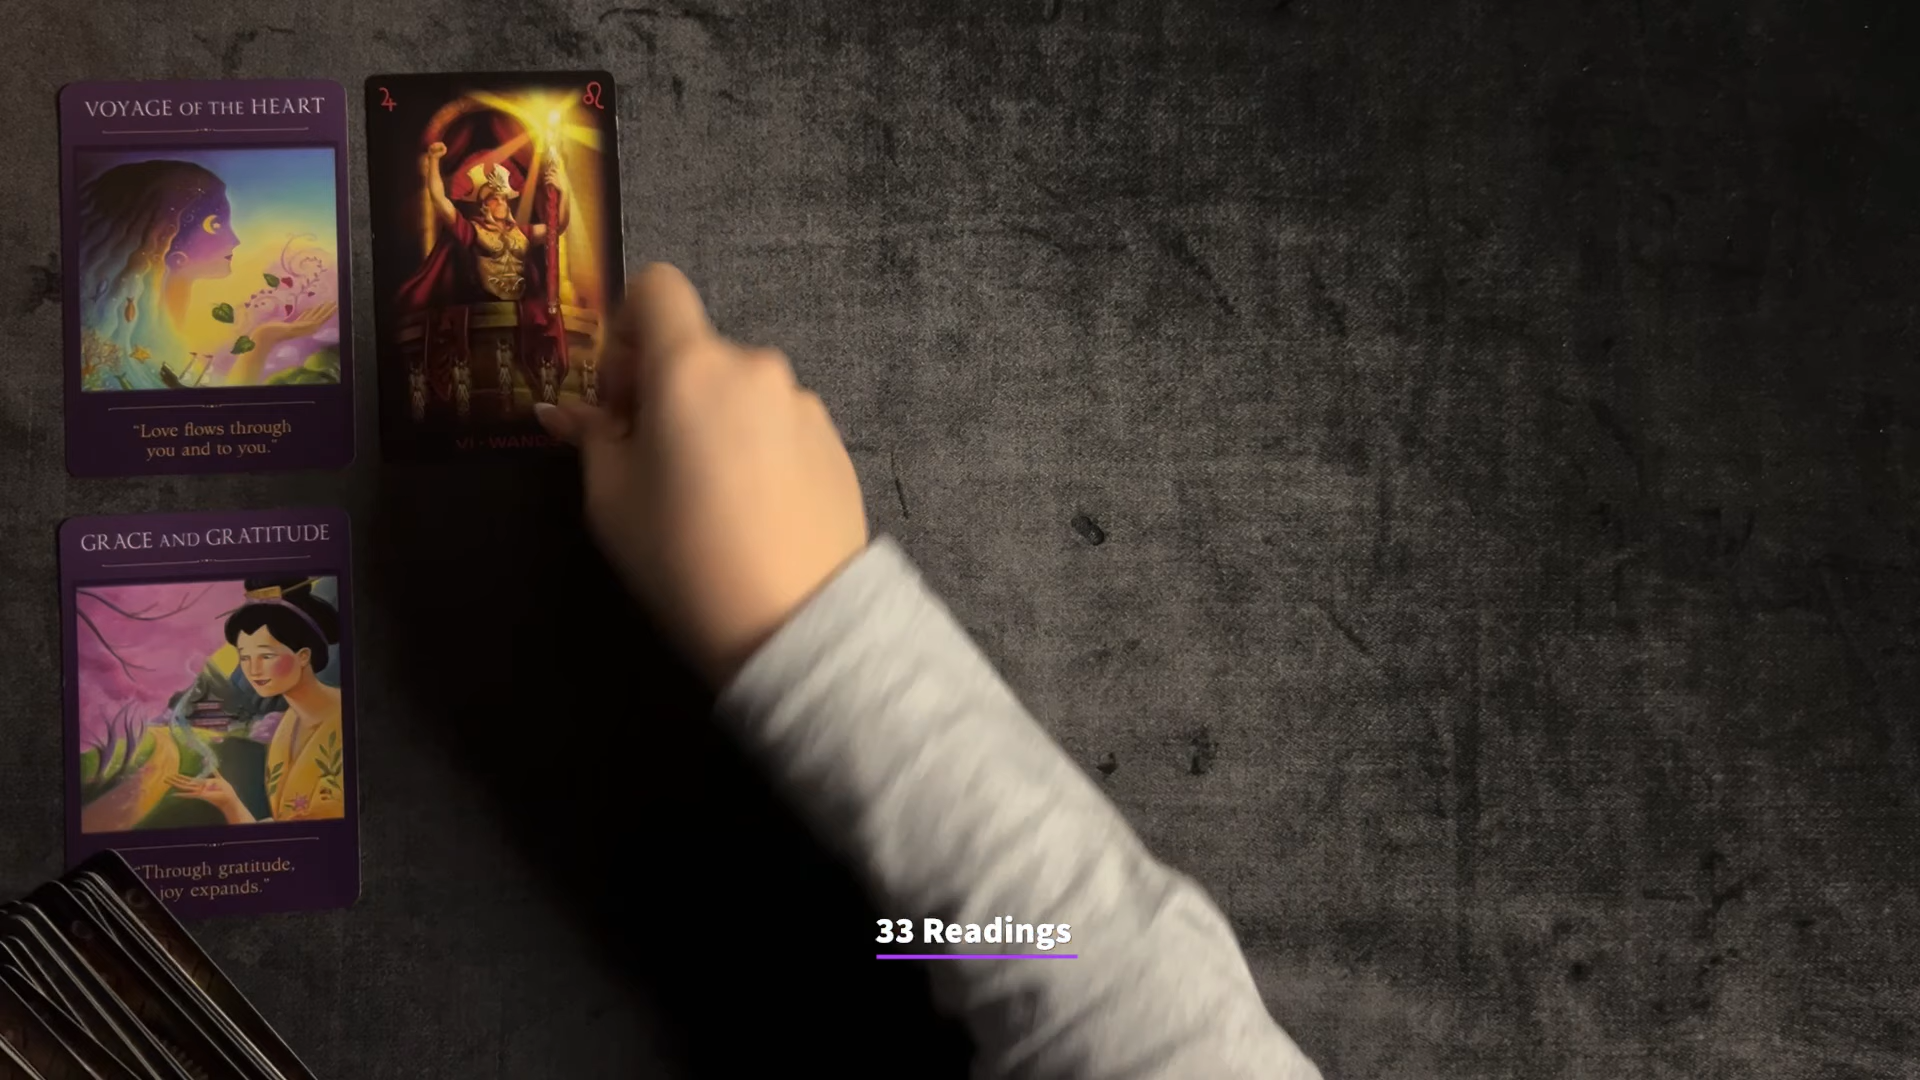 VOYAGE OF THE HEART
"Love flows through
you and to you."
VI • WANDS
GRACE AND GRATITUDE
"Through gratitude,
joy expands."
33 Readings